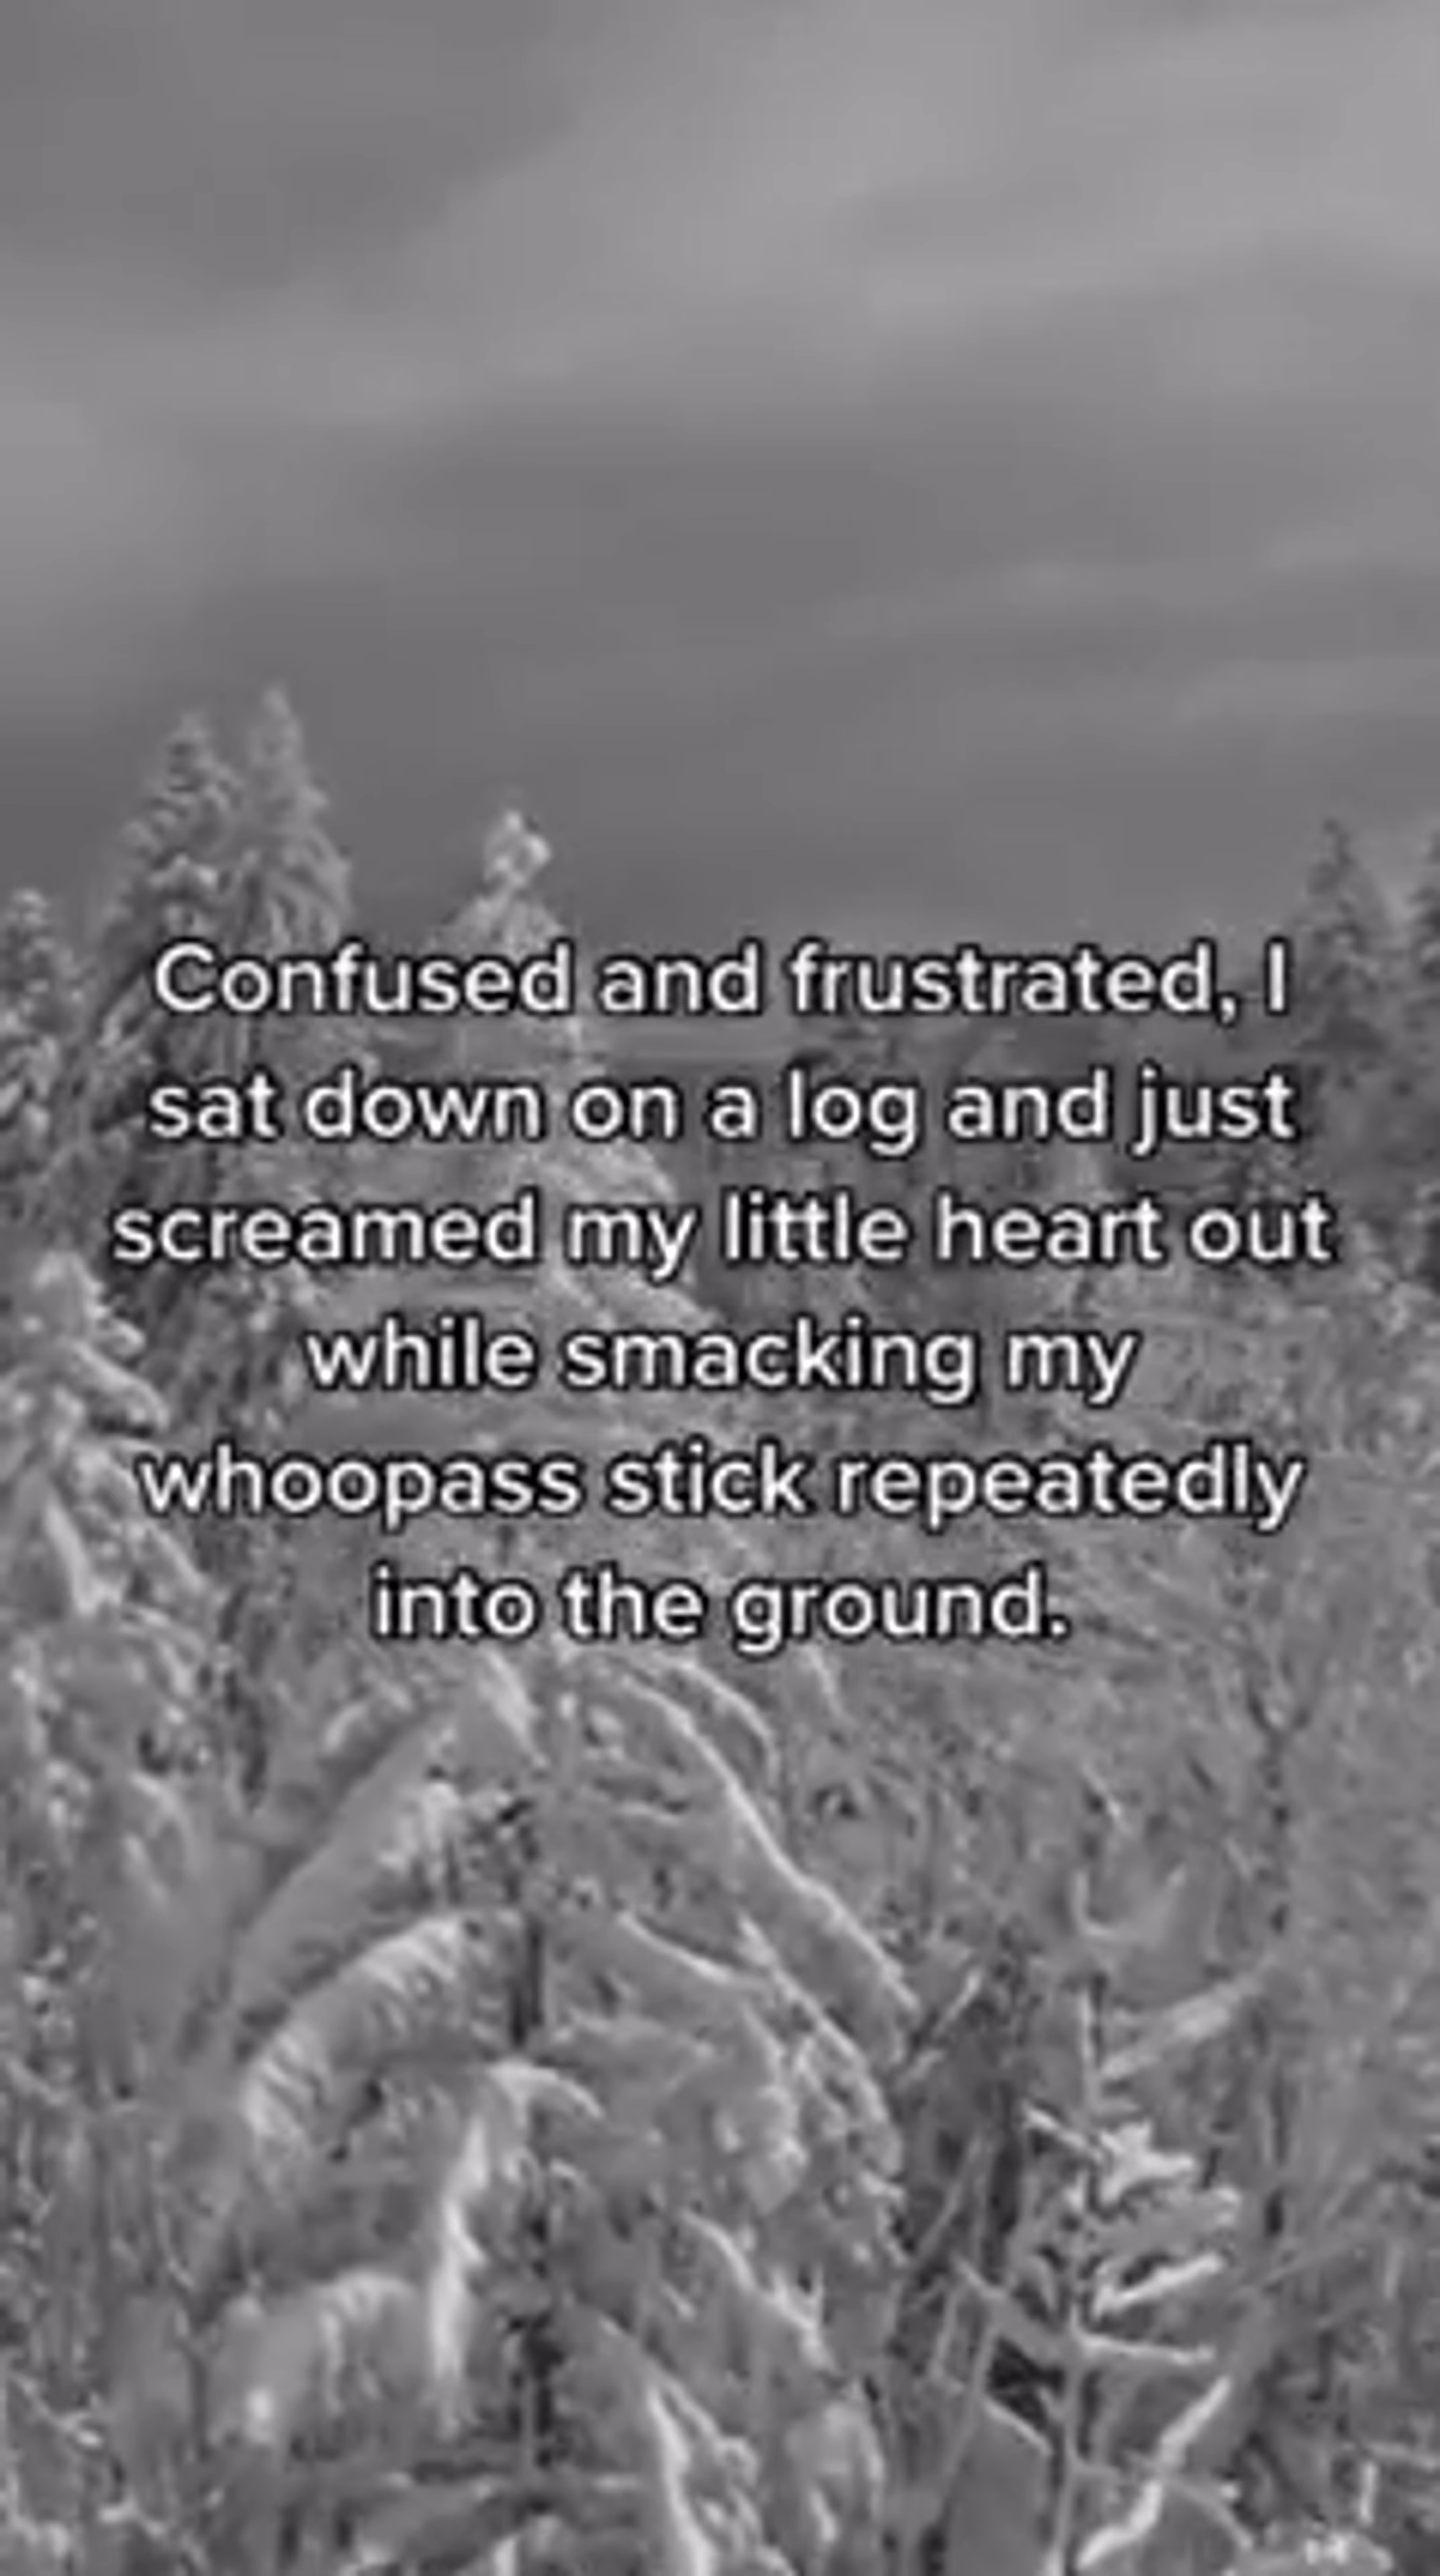 Confused and frustrated, I
sat down on a log and just
screamed my little heart out
while smacking my
whoopass stick repeatedly
into the ground.